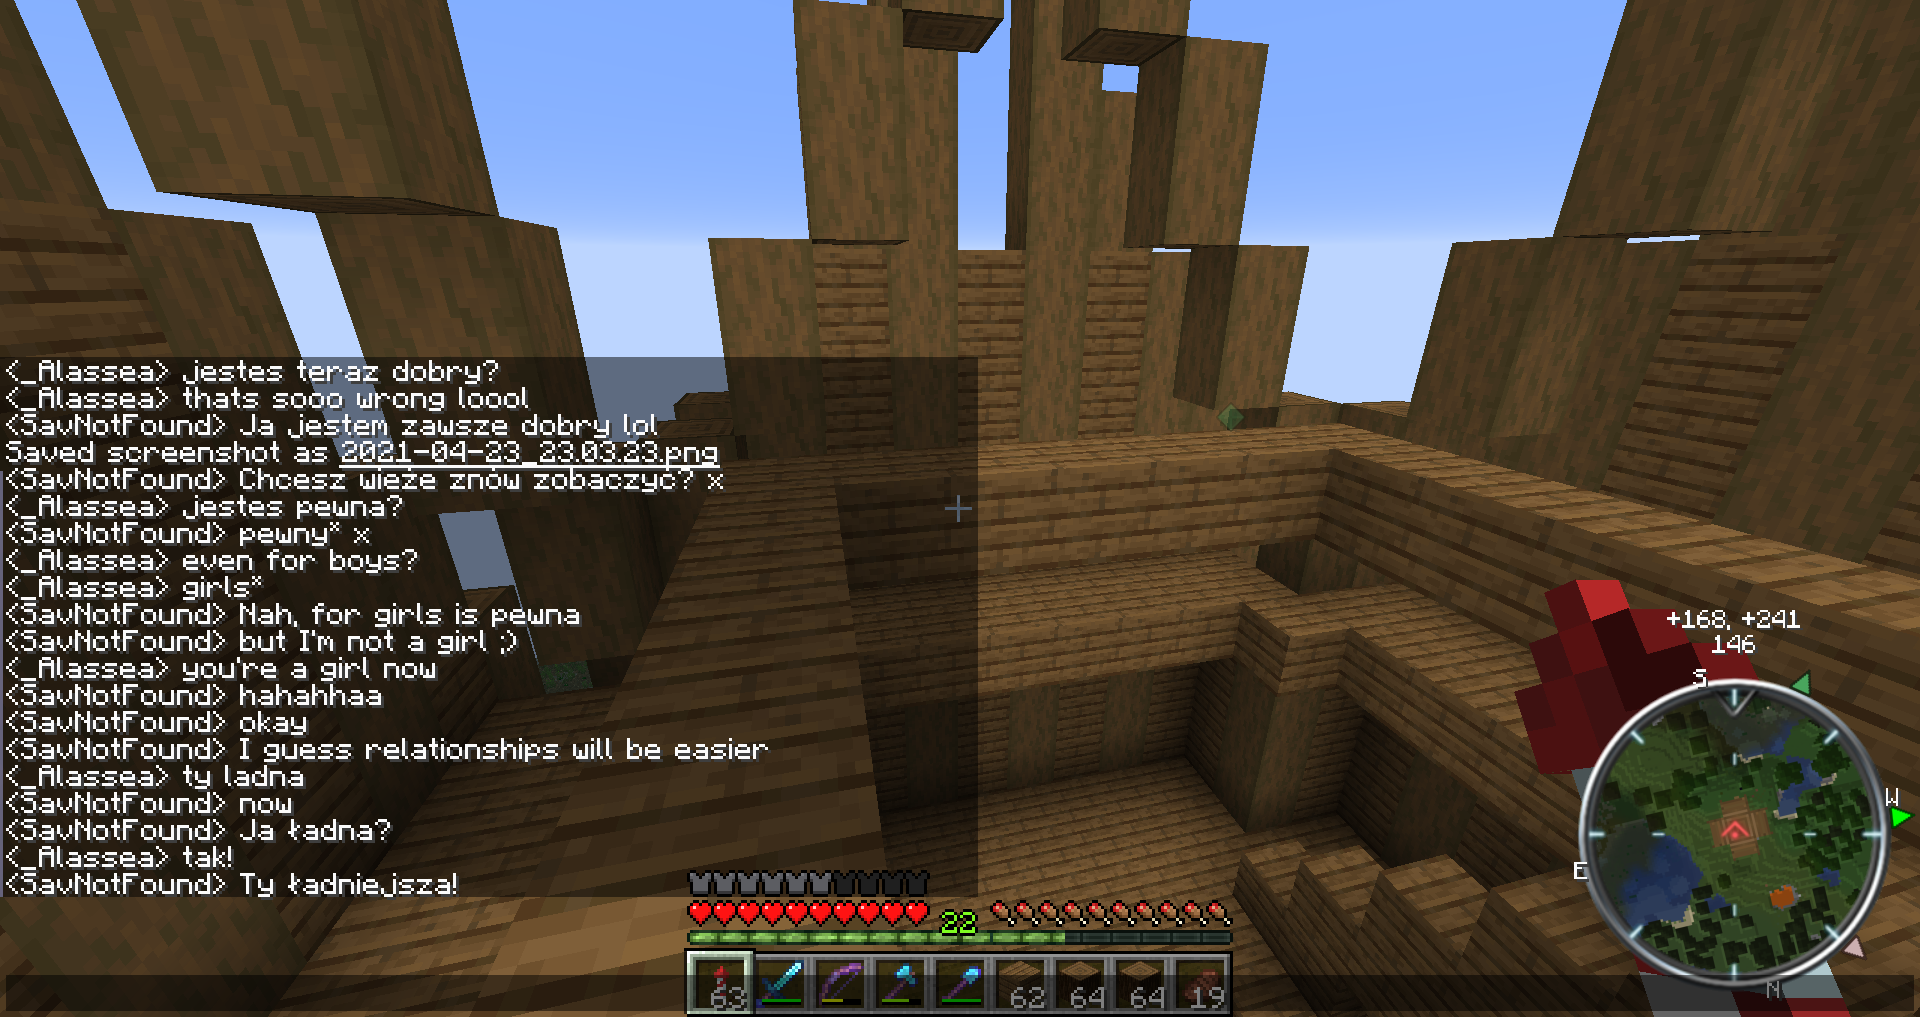 <_Alassea> jestes teraz dobry?
<_Alassea> thats sooo wrong loool
<SavNotFound> Ja jestem zawsze dobry lol
Saved screenshot as 2021-04-23_23.03.23.png
<SavNotFound> Chcesz wieże znów zobaczyć? x
<_Alassea> jestes pewna?
<SavNotFound> pewny* x
<_Alassea> even for boys?
<_Alassea> girls*
<SavNotFound> Nah, for girls is pewna
<SavNotFound> but I'm not a girl ;)
<_Alassea> you're a girl now
<SavNotFound> hahahhaa
<SavNotFound> okay
<SavNotFound> I guess relationships will be easier
<_Alassea> ty ladna
<SavNotFound> now
<SavNotFound> Ja ładna?
<_Alassea> tak!
<SavNotFound> Ty ładniejsza!
+168, +241
146
S
W
E
N
22
63
62
64
64
19